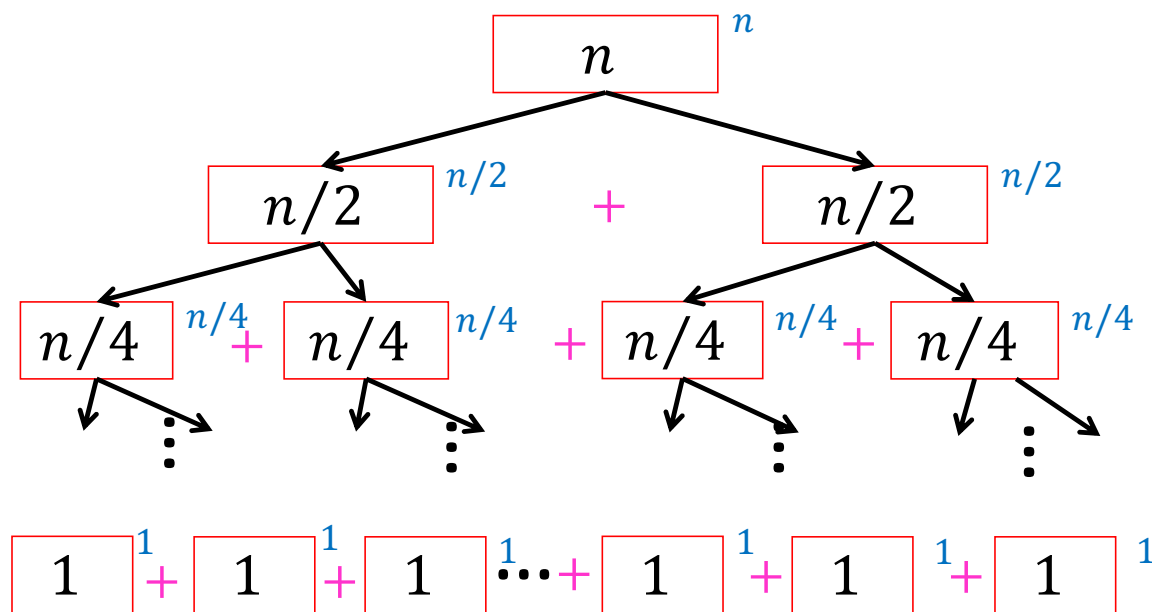 n n
n/2 n/2 + n/2 n/2
n/4 n/4 + n/4 n/4 + n/4 n/4 + n/4 n/4
1 1 + 1 1 + 1 1 ⋯ + 1 1 + 1 1 + 1 1